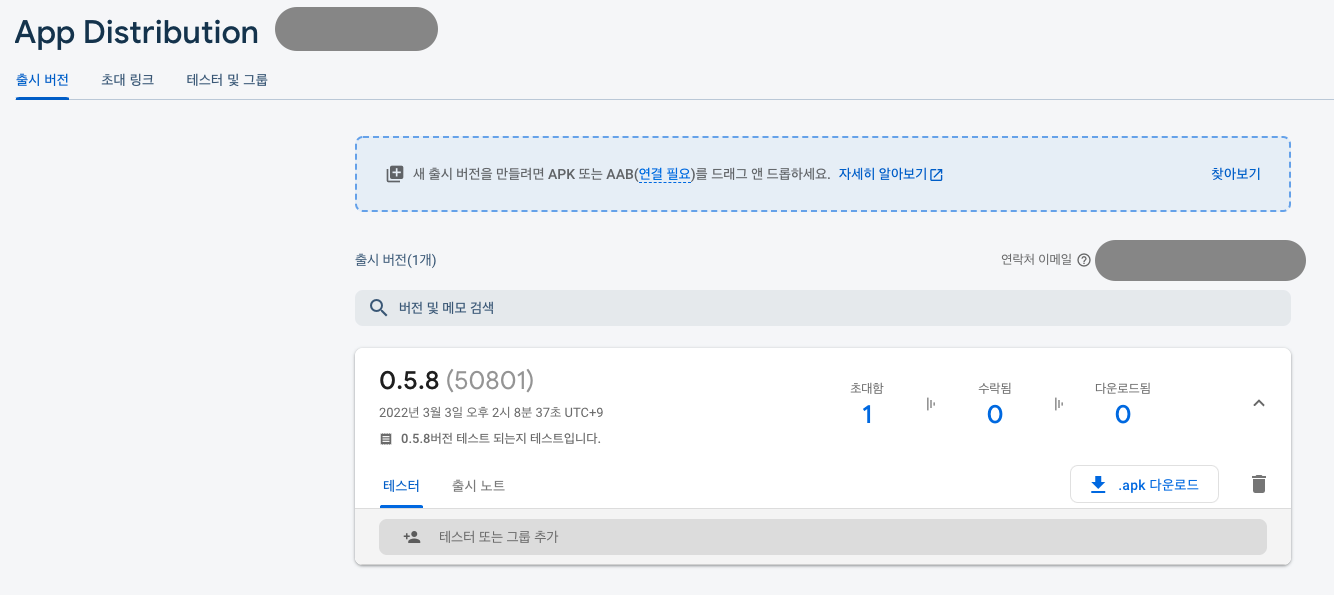 App Distribution
출시 버전 초대 링크 테스터 및 그룹
새 출시 버전을 만들려면 APK 또는 AAB(연결 필요)를 드래그 앤 드롭하세요. 자세히 알아보기 찾아보기
출시 버전(1개) 연락처 이메일
버전 및 메모 검색
0.5.8 (50801)
2022년 3월 3일 오후 2시 8분 37초 UTC+9
0.5.8버전 테스트 되는지 테스트입니다.
초대함 수락됨 다운로드됨
1 0 0
테스터 출시 노트 .apk 다운로드
테스터 또는 그룹 추가